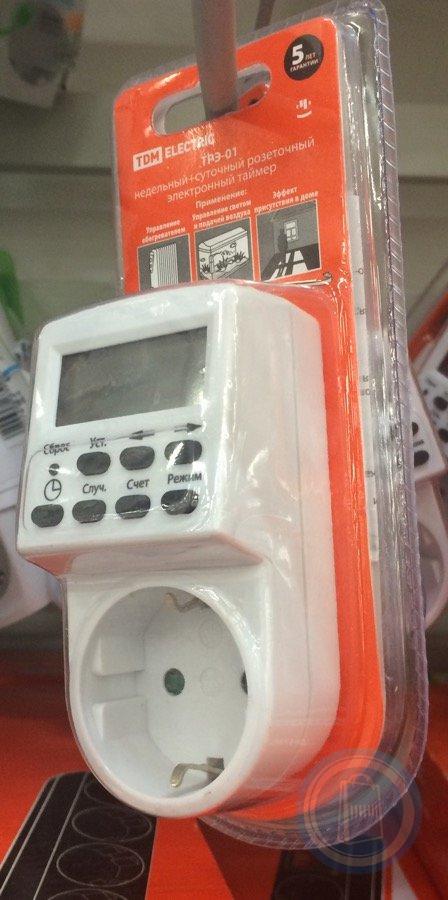 5 ЛЕТ ГАРАНТИИ
TDM ELECTRIC
ТРЭ-01
недельный+суточный розеточный
электронный таймер
Применение:
Управление обогревателем
Управление светом и подачей воздуха
Эффект присутствия в доме
Сброс Уст.
Случ. Счет Режим